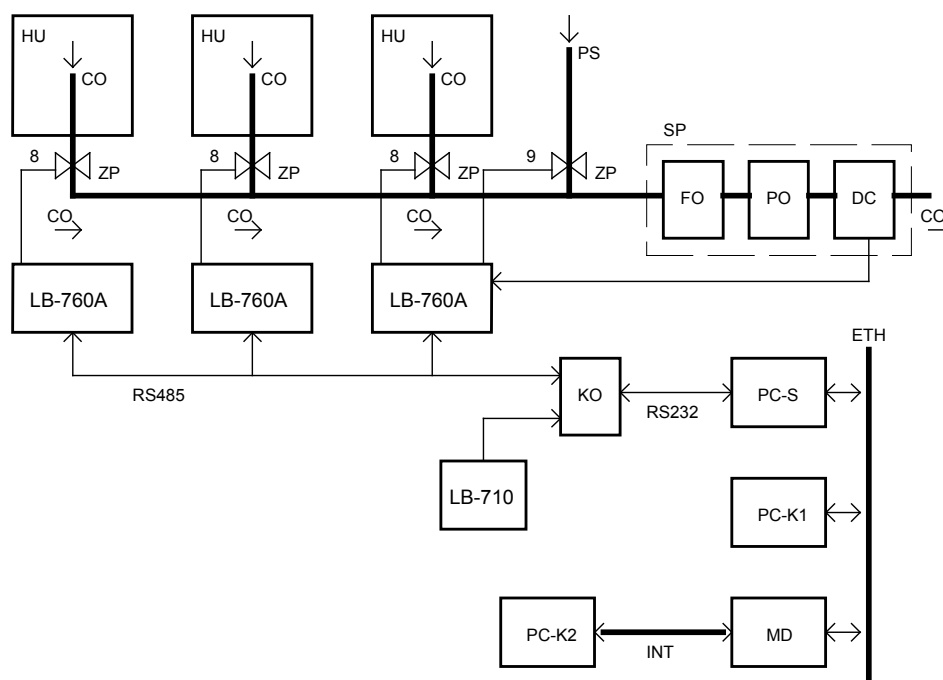 HU HU HU
CO CO CO PS
8 ZP 8 ZP 8 ZP 9 ZP
SP
FO PO DC
CO CO CO CO
LB-760A LB-760A LB-760A
ETH
RS485 KO RS232 PC-S
LB-710 PC-K1
PC-K2 INT MD